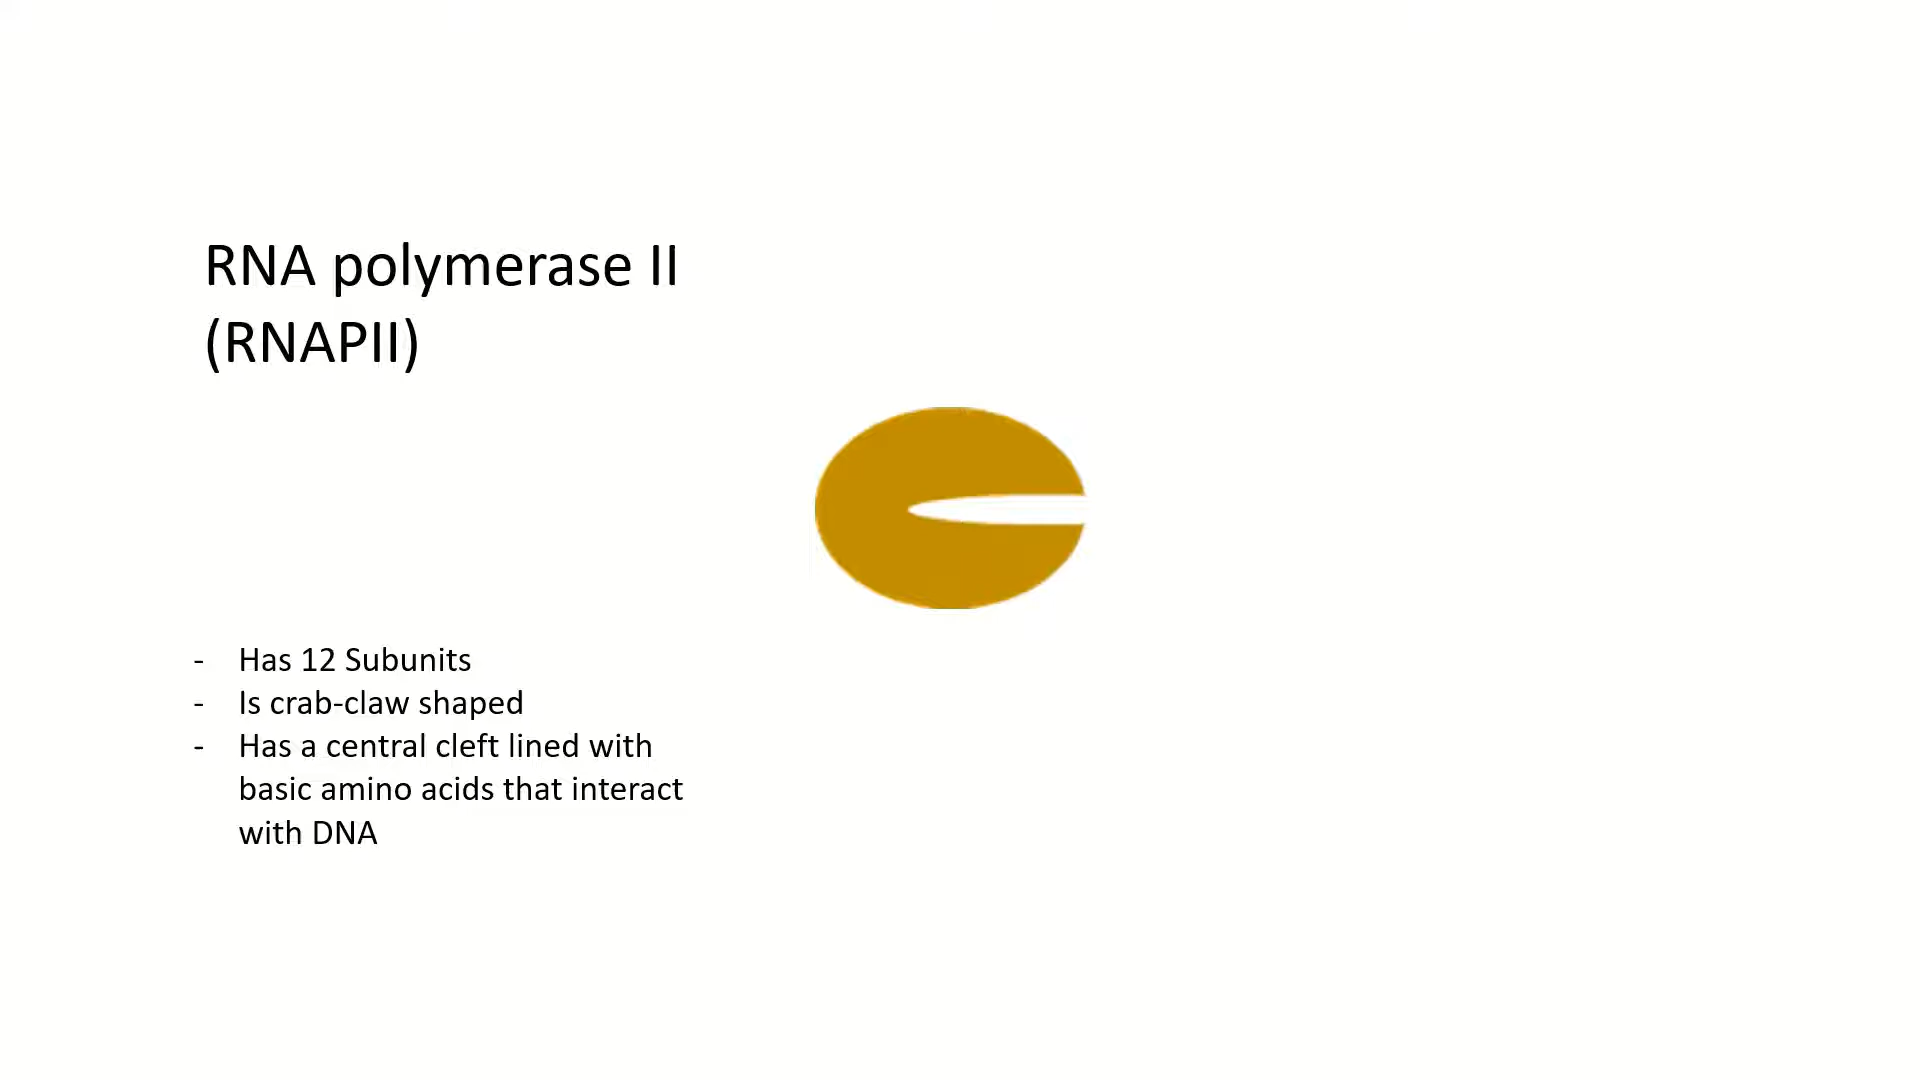 RNA polymerase II
(RNAPII)
- Has 12 Subunits
- Is crab-claw shaped
- Has a central cleft lined with
basic amino acids that interact
with DNA